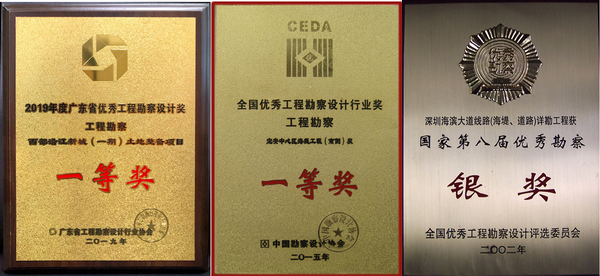 2019年度广东省优秀工程勘察设计奖
工程勘察
一等奖
广东省工程勘察设计行业协会
二〇一九年
CEDA
全国优秀工程勘察设计行业奖
工程勘察
一等奖
中国勘察设计协会
二〇一五年
优秀
勘察
深圳海滨大道线路(海堤、道路)详勘工程获
国家第八届优秀勘察
银奖
全国优秀工程勘察设计评选委员会
二〇〇二年